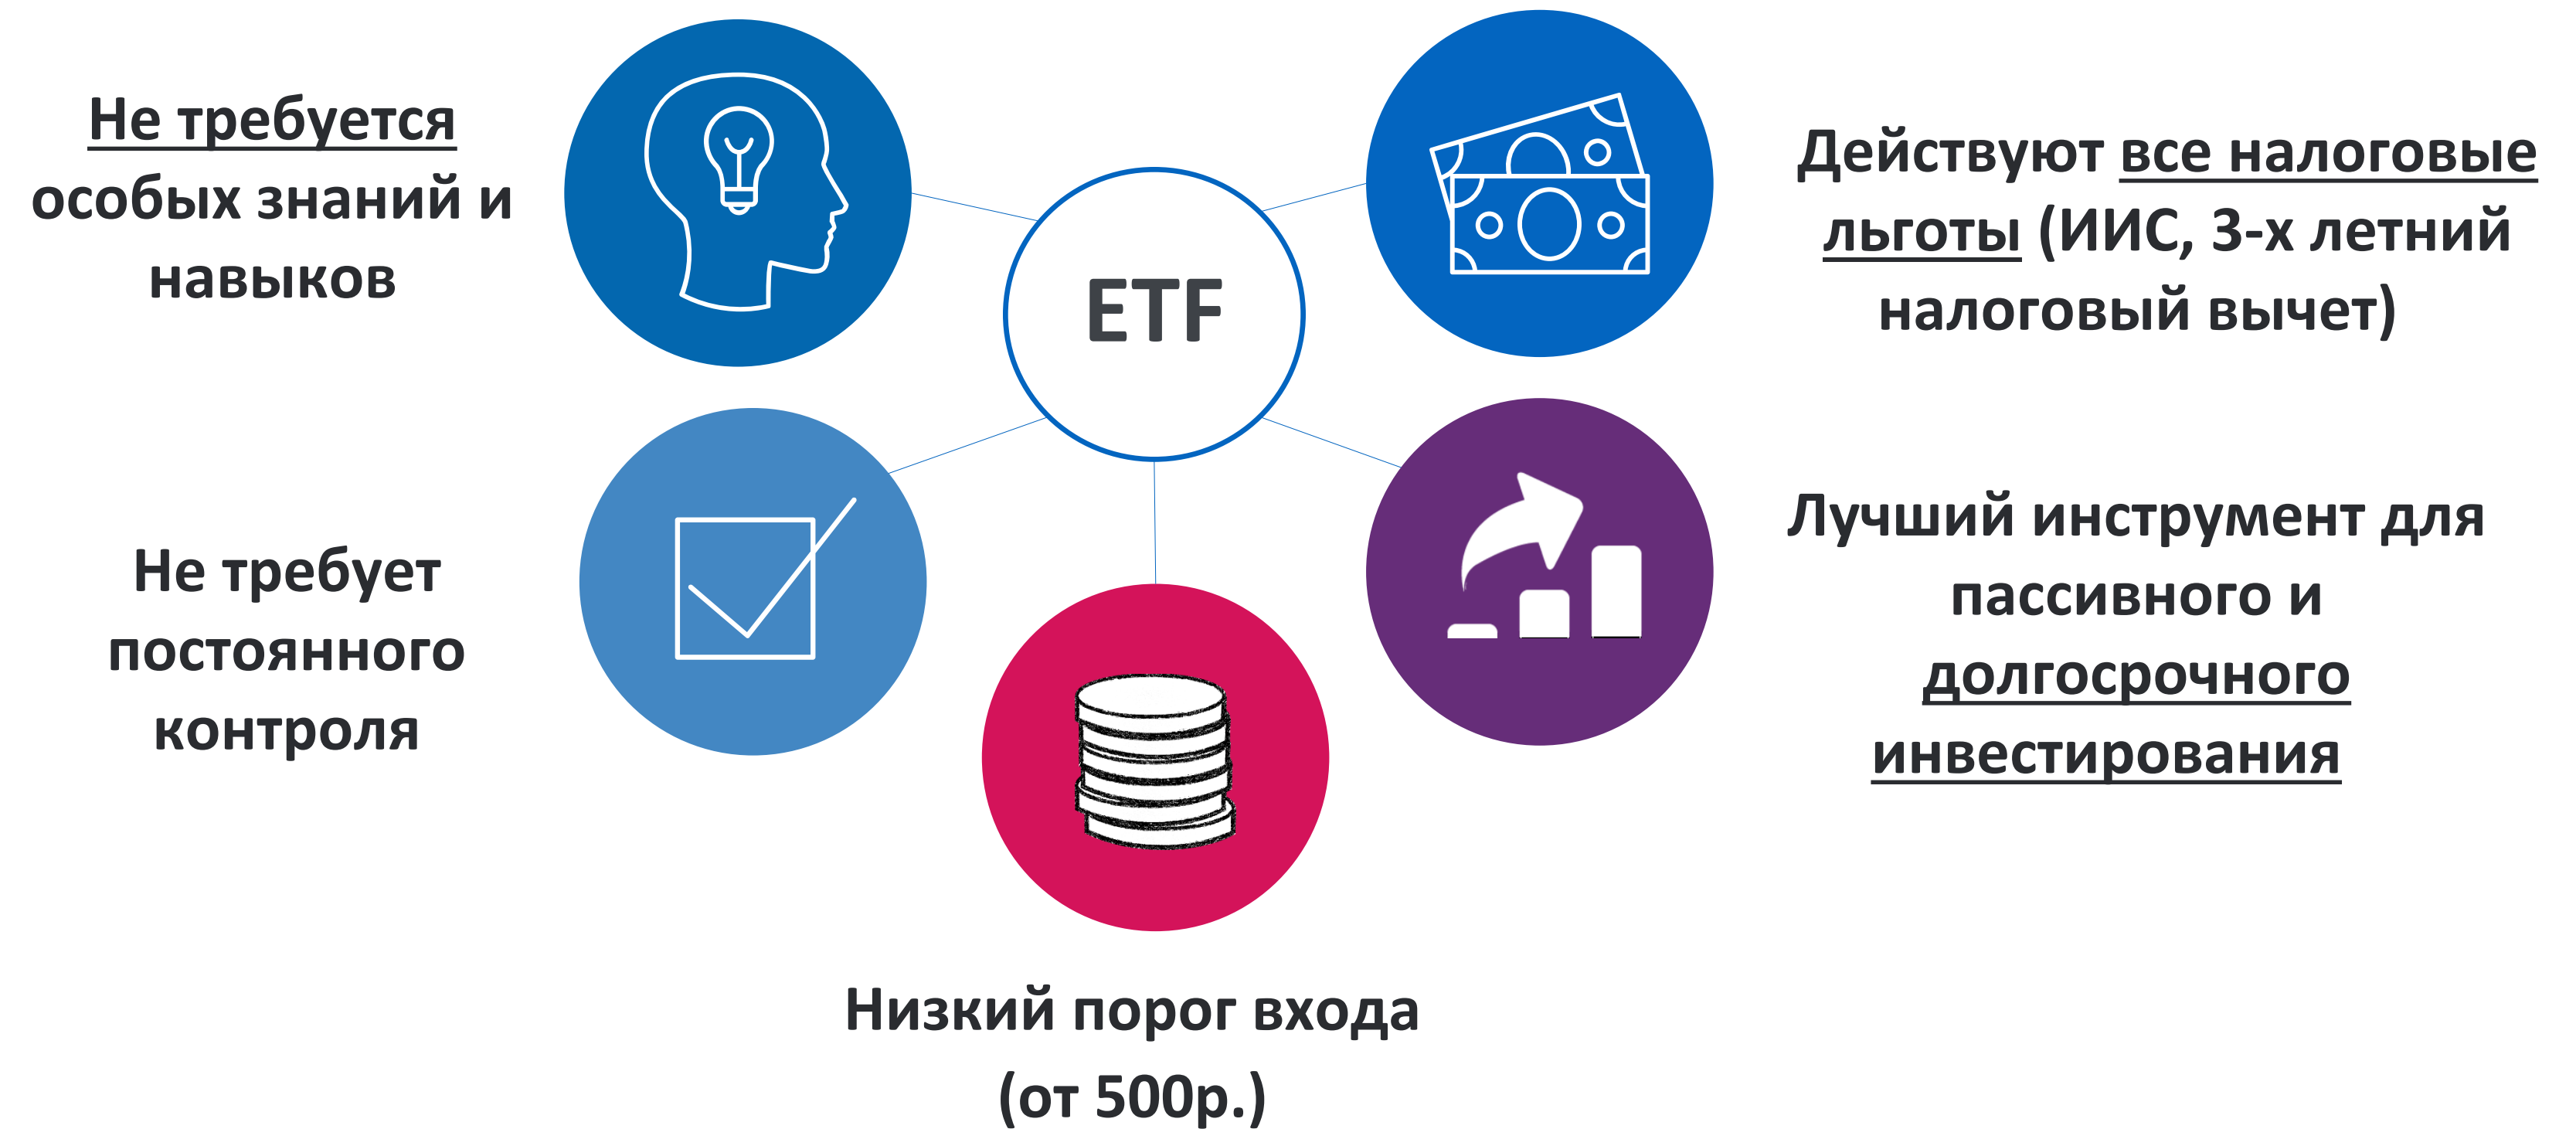 Не требуется
особых знаний и
навыков
ETF
Действуют все налоговые
льготы (ИИС, 3-х летний
налоговый вычет)
Не требует
постоянного
контроля
Лучший инструмент для
пассивного и
долгосрочного
инвестирования
Низкий порог входа
(от 500р.)